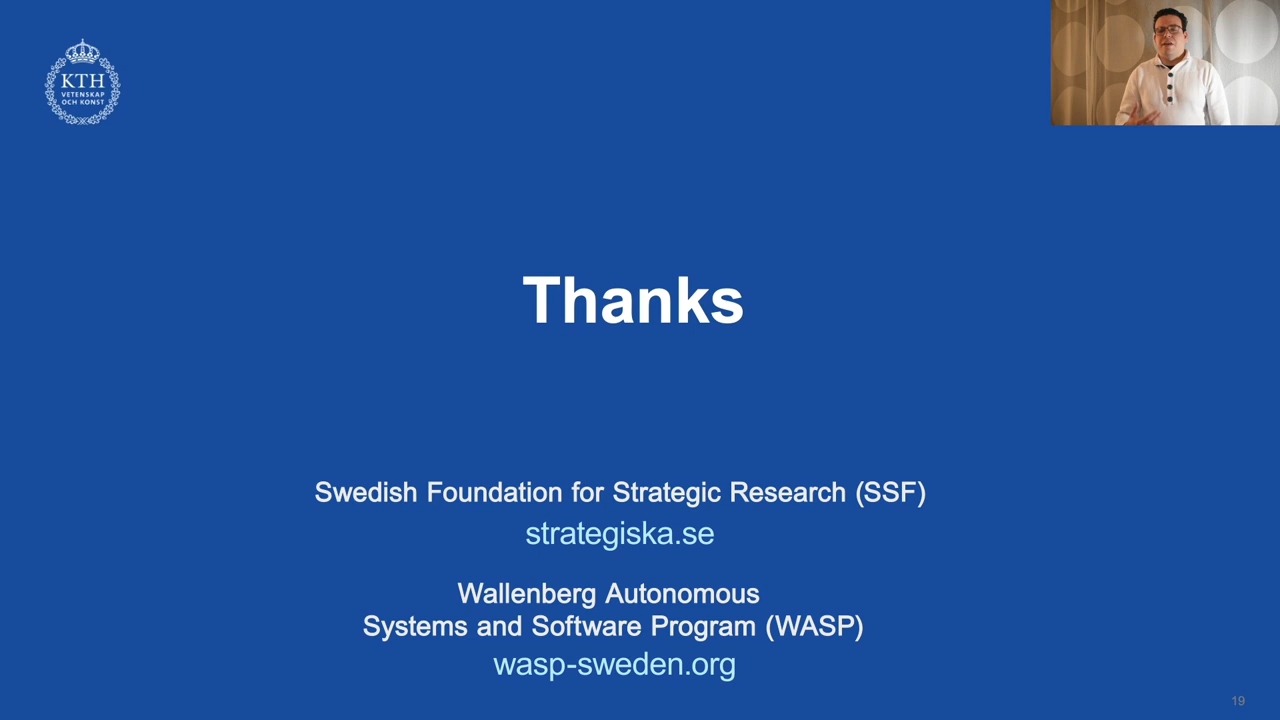 KTH
VETENSKAP
OCH KONST
Thanks
Swedish Foundation for Strategic Research (SSF)
strategiska.se
Wallenberg Autonomous
Systems and Software Program (WASP)
wasp-sweden.org
19